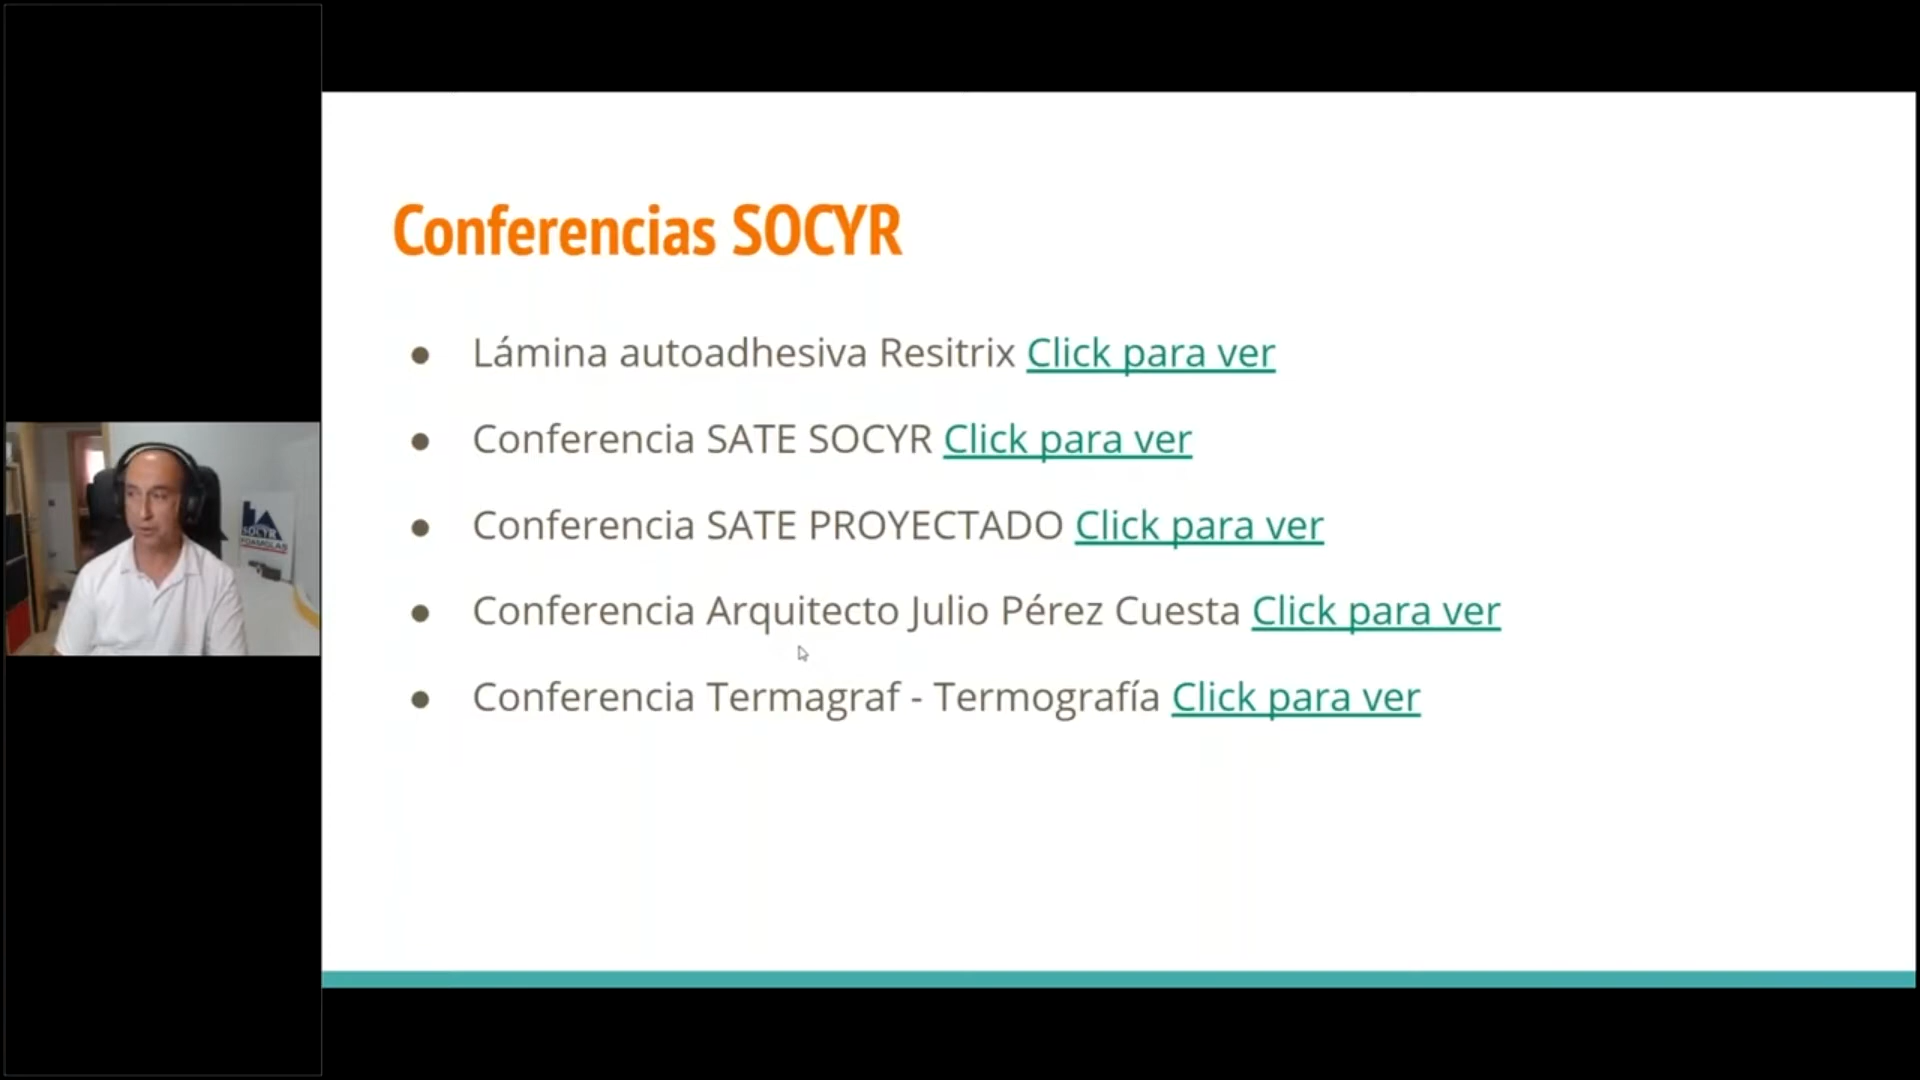 Conferencias SOCYR
● Lámina autoadhesiva Resitrix Click para ver
● Conferencia SATE SOCYR Click para ver
● Conferencia SATE PROYECTADO Click para ver
● Conferencia Arquitecto Julio Pérez Cuesta Click para ver
● Conferencia Termagraf - Termografía Click para ver
SOCYR